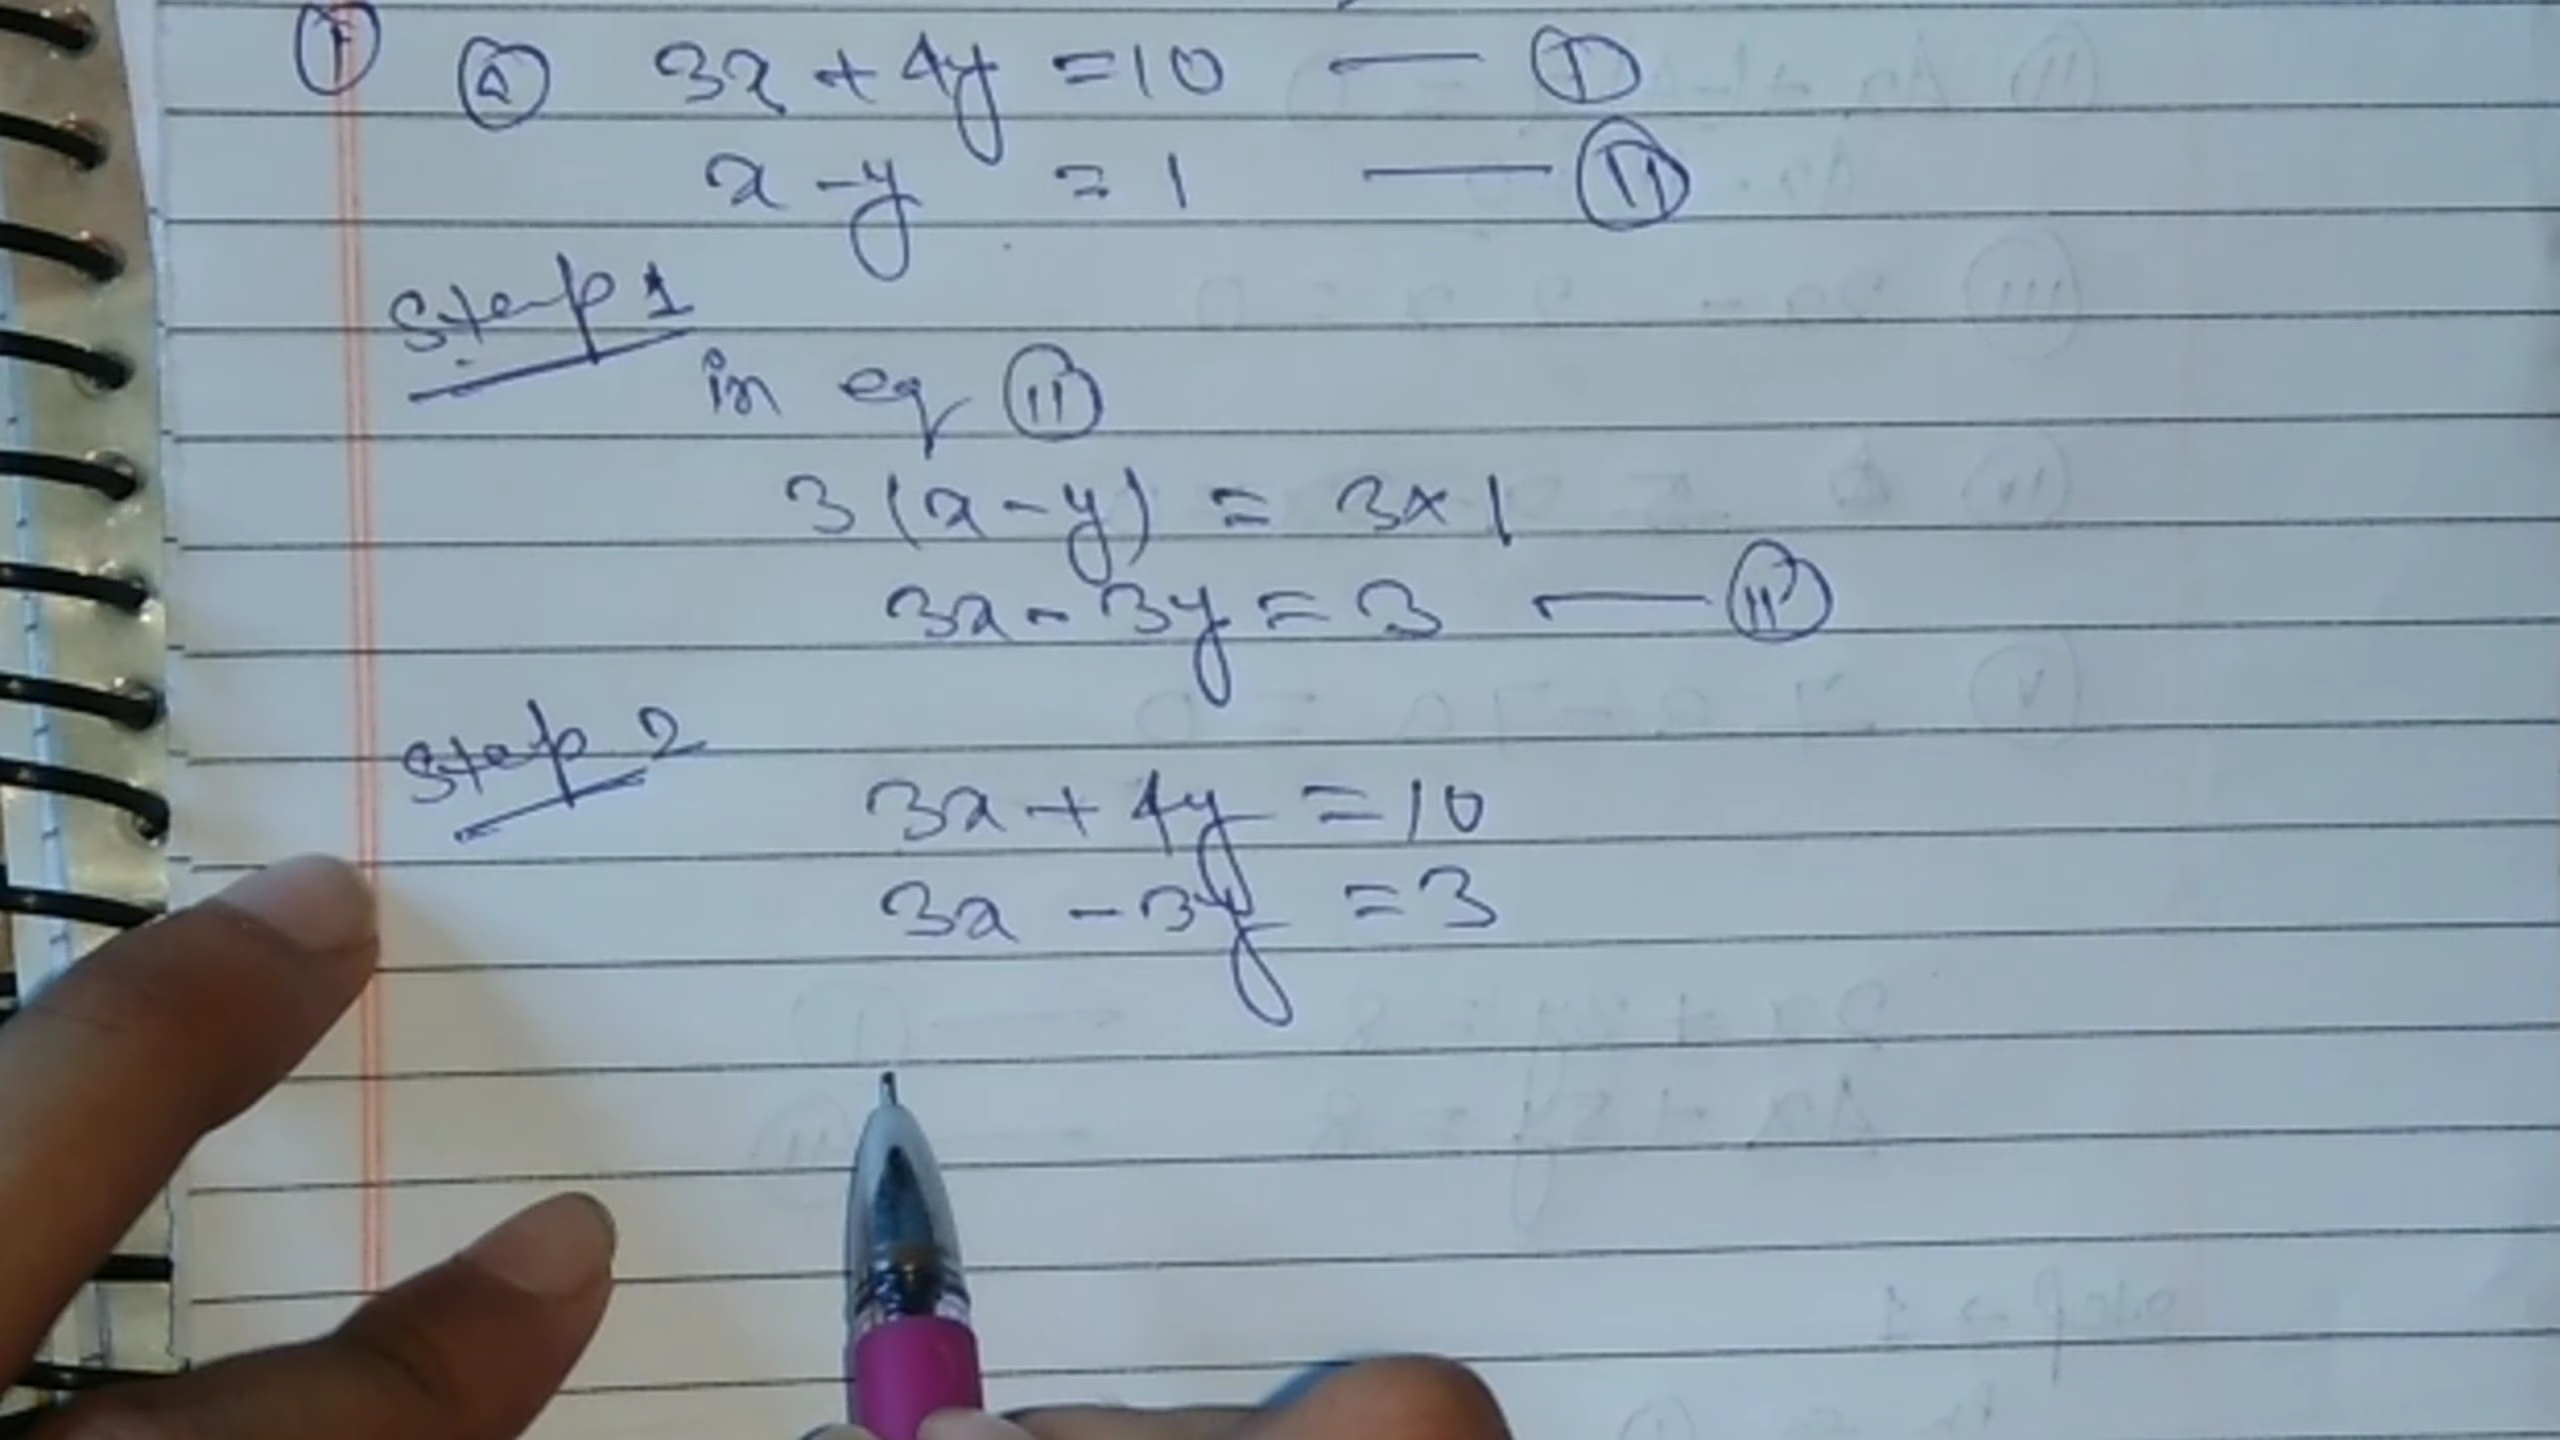 ① ⓐ 3x + 4y = 10 — Ⓘ
x - y = 1 — Ⅱ
Step 1
in eq Ⅱ
3(x - y) = 3 × 1
3x - 3y = 3 — Ⅱ'
Step 2
3x + 4y = 10
3x - 3y = 3